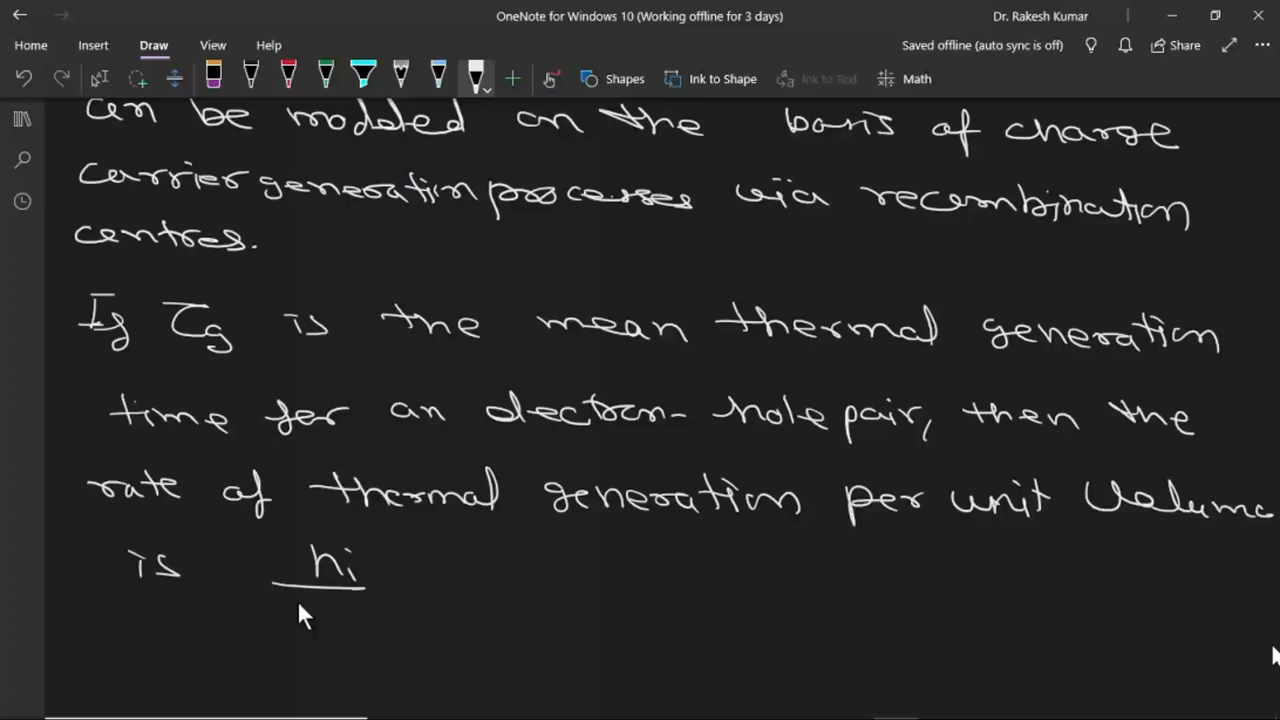 OneNote for Windows 10 (Working offline for 3 days)
Dr. Rakesh Kumar
Home Insert Draw View Help
Saved offline (auto sync is off) Share
Shapes Ink to Shape Ink to Text Math
can be modeled on the basis of charge
carrier generation processes via recombination
centres.
If τg is the mean thermal generation
time for an electron-hole pair, then the
rate of thermal generation per unit volume
is ni